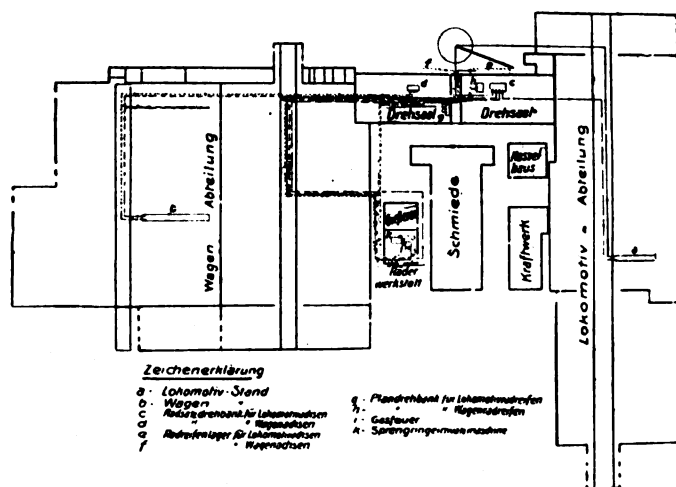 f
e
d
c
Drehsaal
g
Drehsaal
Kessel
haus
Wagen Abteilung
b
Schmiede
Kraftwerk
Lokomotiv - Abteilung
a
Räder
werkstatt
Zeichenerklärung
a - Lokomotiv-Stand
b - Wagen "
c Radsatzdrehbank für Lokomotivachsen
d " " Wagenachsen
e Radreifenlager für Lokomotivachsen
f " " Wagenachsen
g - Plandrehbank für Lokomotivradreifen
h - " " Wagenradreifen
i - Gasfeuer
k - Sprengringeinwalzmaschine